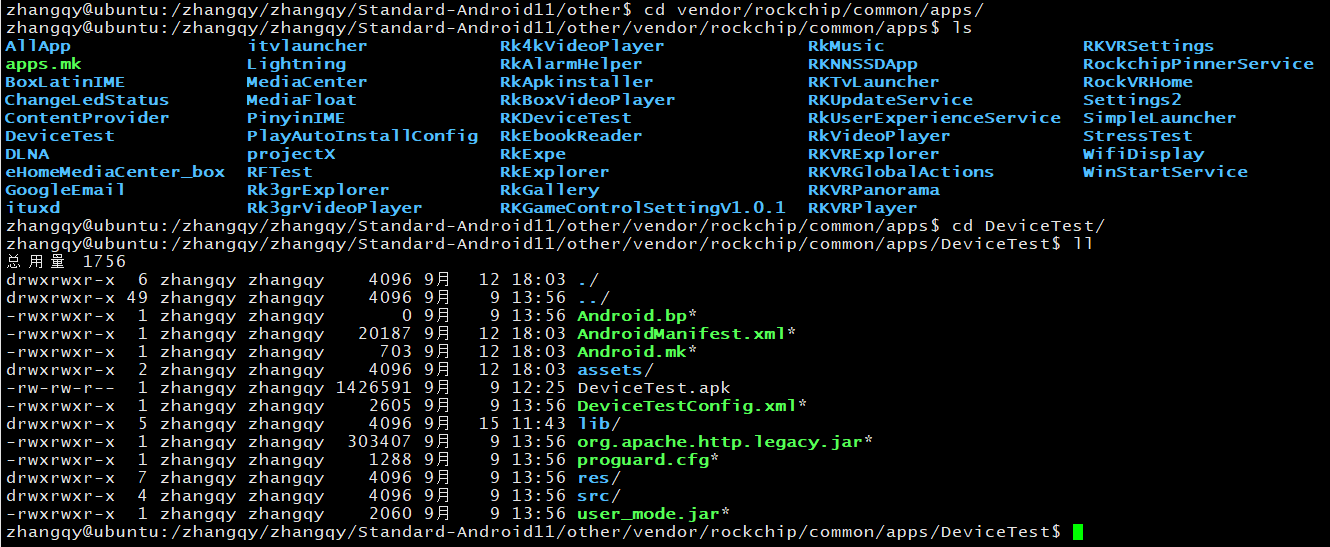 zhangqy@ubuntu:/zhangqy/zhangqy/Standard-Android11/other$ cd vendor/rockchip/common/apps/
zhangqy@ubuntu:/zhangqy/zhangqy/Standard-Android11/other/vendor/rockchip/common/apps$ ls
AllApp itvlauncher Rk4kVideoPlayer RkMusic RKVRSettings
apps.mk Lightning RkAlarmHelper RKNNSSDApp RockchipPinnerService
BoxLatinIME MediaCenter RkApkinstaller RKTvLauncher RockVRHome
ChangeLedStatus MediaFloat RkBoxVideoPlayer RKUpdateService Settings2
ContentProvider PinyinIME RKDeviceTest RkUserExperienceService SimpleLauncher
DeviceTest PlayAutoInstallConfig RkEbookReader RkVideoPlayer StressTest
DLNA projectX RkExpe RKVRExplorer WifiDisplay
eHomeMediaCenter_box RFTest RkExplorer RKVRGlobalActions WinStartService
GoogleEmail Rk3grExplorer RkGallery RKVRPanorama
ituxd Rk3grVideoPlayer RKGameControlSettingV1.0.1 RKVRPlayer
zhangqy@ubuntu:/zhangqy/zhangqy/Standard-Android11/other/vendor/rockchip/common/apps$ cd DeviceTest/
zhangqy@ubuntu:/zhangqy/zhangqy/Standard-Android11/other/vendor/rockchip/common/apps/DeviceTest$ ll
总用量 1756
drwxrwxr-x 6 zhangqy zhangqy 4096 9月 12 18:03 ./
drwxrwxr-x 49 zhangqy zhangqy 4096 9月 9 13:56 ../
-rwxrwxr-x 1 zhangqy zhangqy 0 9月 9 13:56 Android.bp*
-rwxrwxr-x 1 zhangqy zhangqy 20187 9月 12 18:03 AndroidManifest.xml*
-rwxrwxr-x 1 zhangqy zhangqy 703 9月 12 18:03 Android.mk*
drwxrwxr-x 2 zhangqy zhangqy 4096 9月 12 18:03 assets/
-rw-rw-r-- 1 zhangqy zhangqy 1426591 9月 9 12:25 DeviceTest.apk
-rwxrwxr-x 1 zhangqy zhangqy 2605 9月 9 13:56 DeviceTestConfig.xml*
drwxrwxr-x 5 zhangqy zhangqy 4096 9月 15 11:43 lib/
-rwxrwxr-x 1 zhangqy zhangqy 303407 9月 9 13:56 org.apache.http.legacy.jar*
-rwxrwxr-x 1 zhangqy zhangqy 1288 9月 9 13:56 proguard.cfg*
drwxrwxr-x 7 zhangqy zhangqy 4096 9月 9 13:56 res/
drwxrwxr-x 4 zhangqy zhangqy 4096 9月 9 13:56 src/
-rwxrwxr-x 1 zhangqy zhangqy 2060 9月 9 13:56 user_mode.jar*
zhangqy@ubuntu:/zhangqy/zhangqy/Standard-Android11/other/vendor/rockchip/common/apps/DeviceTest$